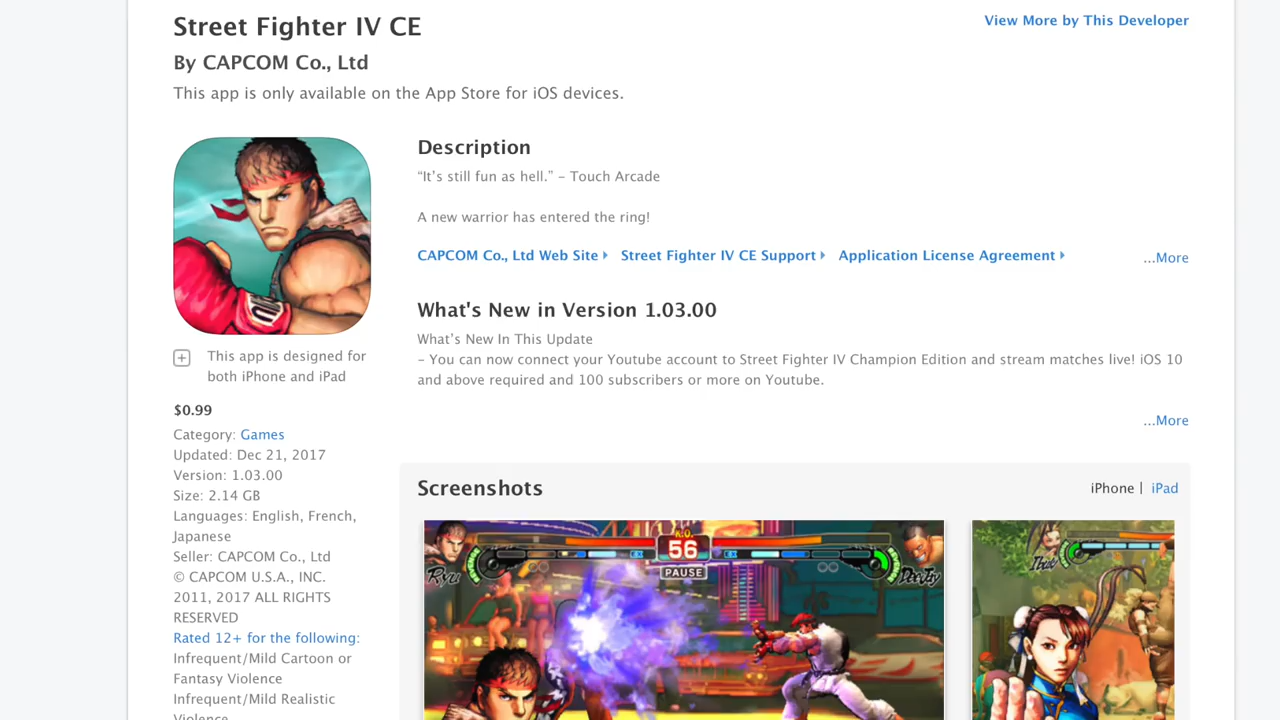 Street Fighter IV CE
View More by This Developer
By CAPCOM Co., Ltd
This app is only available on the App Store for iOS devices.
Description
“It’s still fun as hell.” – Touch Arcade
A new warrior has entered the ring!
CAPCOM Co., Ltd Web Site
Street Fighter IV CE Support
Application License Agreement
...More
What's New in Version 1.03.00
What’s New In This Update
– You can now connect your Youtube account to Street Fighter IV Champion Edition and stream matches live! iOS 10
and above required and 100 subscribers or more on Youtube.
...More
This app is designed for
both iPhone and iPad
$0.99
Category: Games
Updated: Dec 21, 2017
Version: 1.03.00
Size: 2.14 GB
Languages: English, French,
Japanese
Seller: CAPCOM Co., Ltd
© CAPCOM U.S.A., INC.
2011, 2017 ALL RIGHTS
RESERVED
Rated 12+ for the following:
Infrequent/Mild Cartoon or
Fantasy Violence
Infrequent/Mild Realistic
Violence
Screenshots
iPhone | iPad
K.O.
56
EX
EX
PAUSE
Ryu
DeeJay
Ibuki